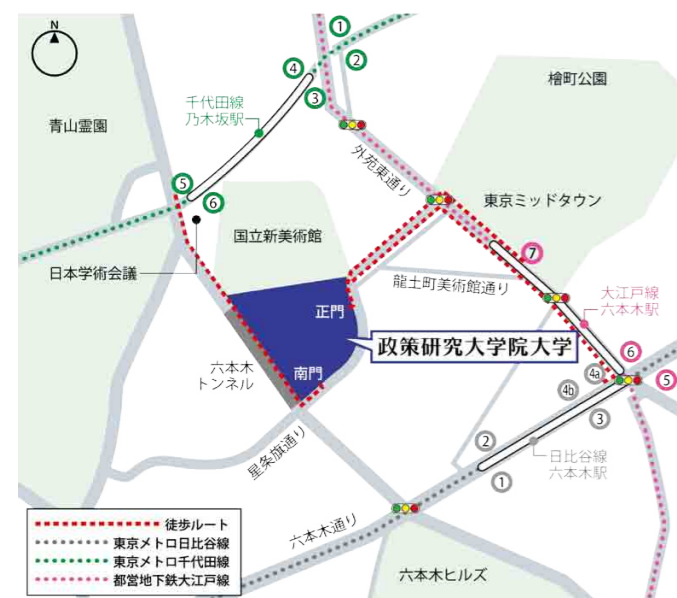 N
①
②
④
③
千代田線
乃木坂駅
青山霊園
檜町公園
外苑東通り
⑤
⑥
東京ミッドタウン
国立新美術館
日本学術会議
⑦
龍土町美術館通り
大江戸線
六本木駅
正門
政策研究大学院大学
六本木
トンネル
南門
⑥
4a
⑤
4b
③
星条旗通り
②
①
日比谷線
六本木駅
六本木通り
徒歩ルート
東京メトロ日比谷線
東京メトロ千代田線
都営地下鉄大江戸線
六本木ヒルズ